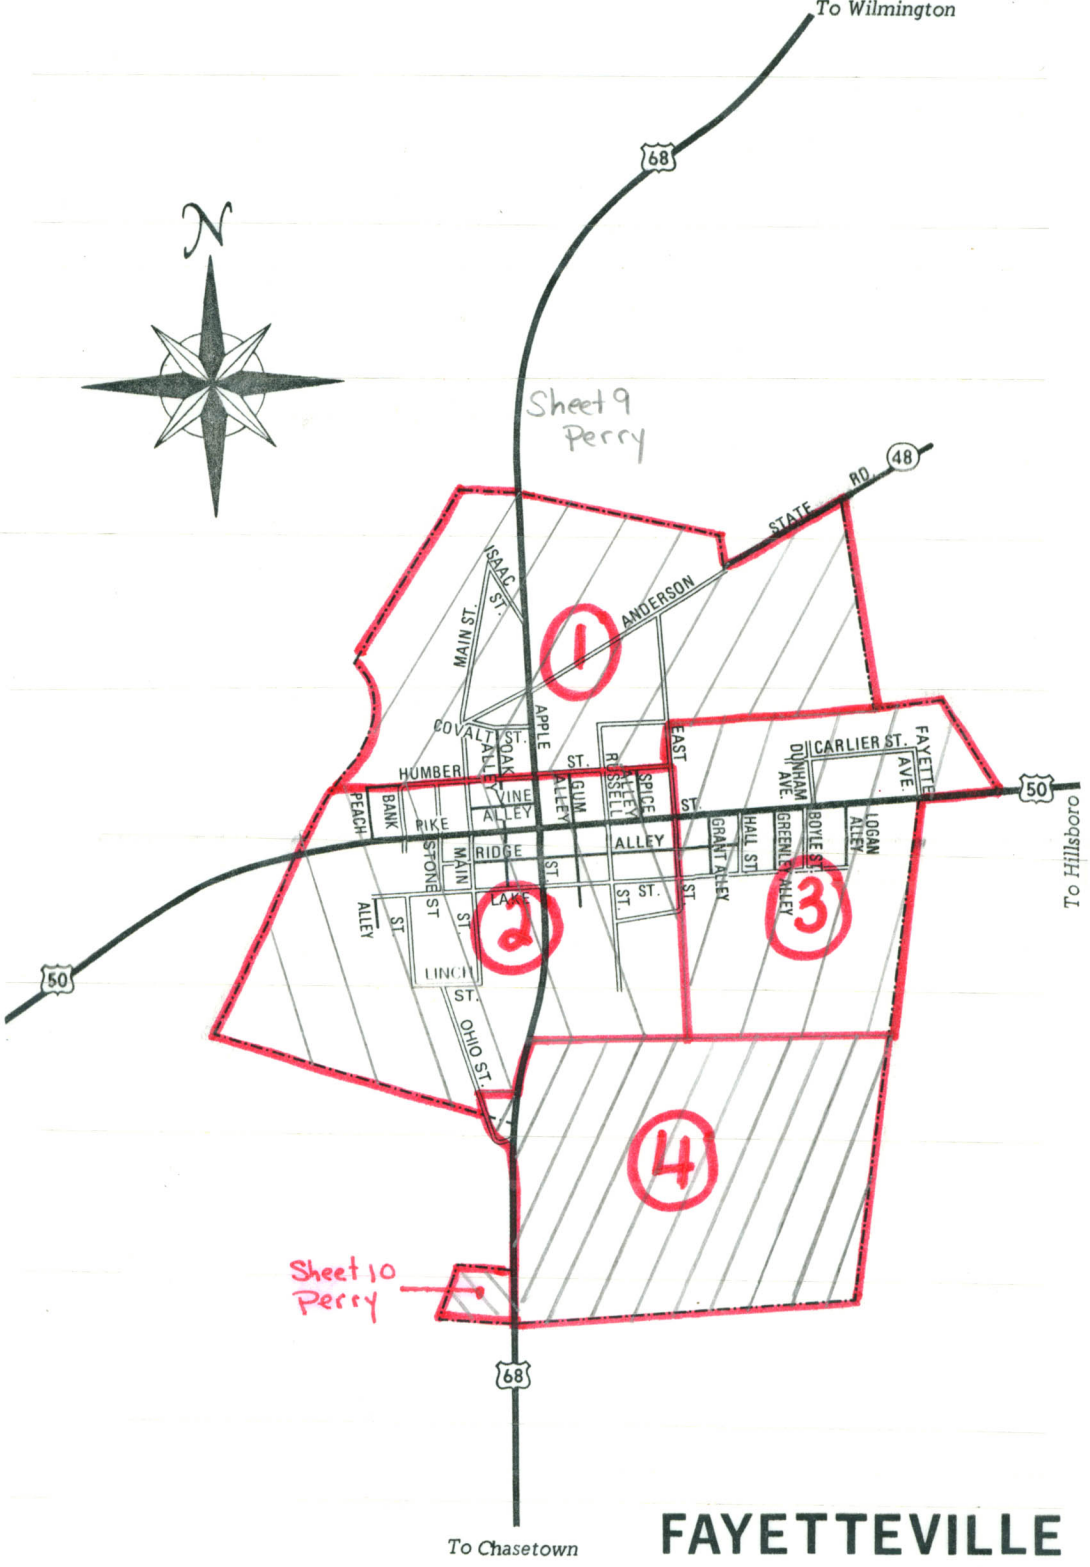 To Wilmington
68
N
Sheet 9
Perry
48
STATE RD.
ISAAC ST.
ANDERSON
MAIN ST.
1
COVALT ST.
APPLE
EAST
OAK
ALLEY
HUMBER ST.
CARLIER ST.
FAYETTE AVE.
DUNHAM AVE.
PEACH
BANK
VINE
ALLEY
GUM
ALLEY
RUSSELL
SPICE
ALLEY
ST.
50
To Hillsboro
PIKE
STONE ST
MAIN
RIDGE
ALLEY
ST.
GRANT ALLEY
HALL ST.
GREENLEY ALLEY
BOYLE ST.
LOGAN
ALLEY
LAKE
ST.
ST.
ST.
ALLEY
ST.
ST.
2
3
50
LINCH
ST.
OHIO ST.
4
Sheet 10
Perry
68
To Chasetown
FAYETTEVILLE